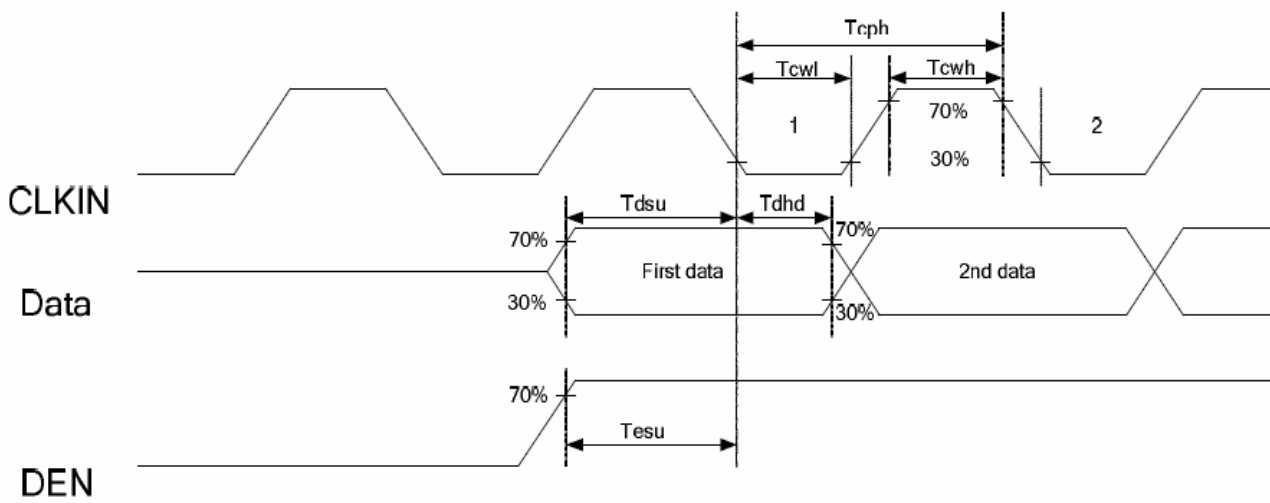 Tcph
Tcwl Tcwh
1 70% 2
30%
CLKIN
Tdsu Tdhd
70% 70%
First data 2nd data
Data
30% 30%
70%
Tesu
DEN